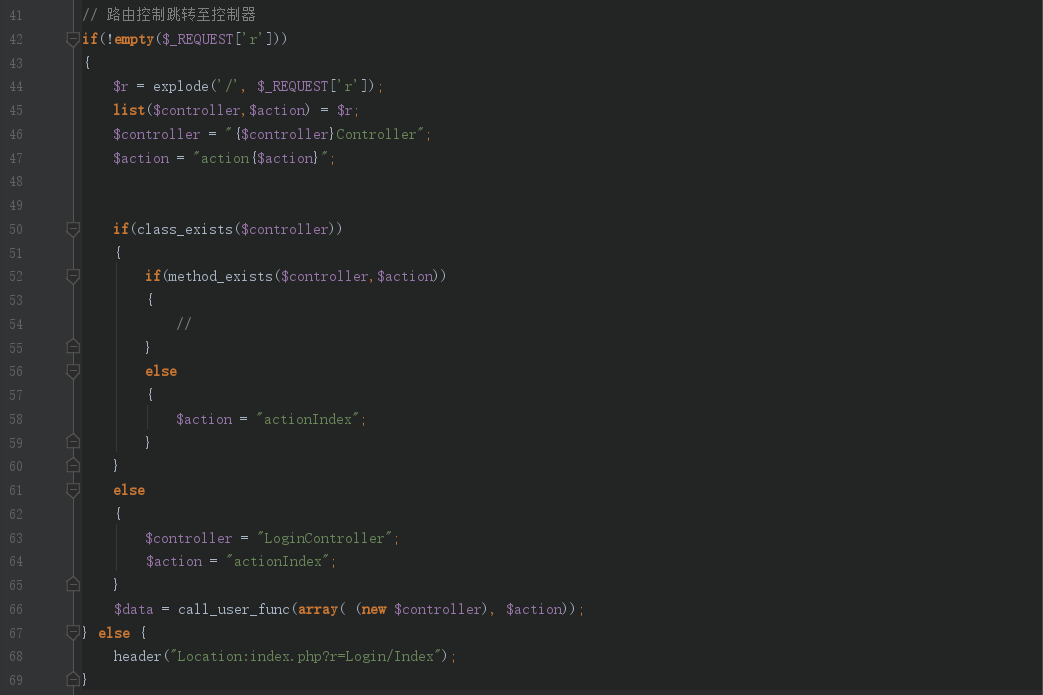 41 // 路由控制跳转至控制器
42 if(!empty($_REQUEST['r']))
43 {
44 $r = explode('/', $_REQUEST['r']);
45 list($controller,$action) = $r;
46 $controller = "{$controller}Controller";
47 $action = "action{$action}";
48
49
50 if(class_exists($controller))
51 {
52 if(method_exists($controller,$action))
53 {
54 //
55 }
56 else
57 {
58 $action = "actionIndex";
59 }
60 }
61 else
62 {
63 $controller = "LoginController";
64 $action = "actionIndex";
65 }
66 $data = call_user_func(array( (new $controller), $action));
67 } else {
68 header("Location:index.php?r=Login/Index");
69 }